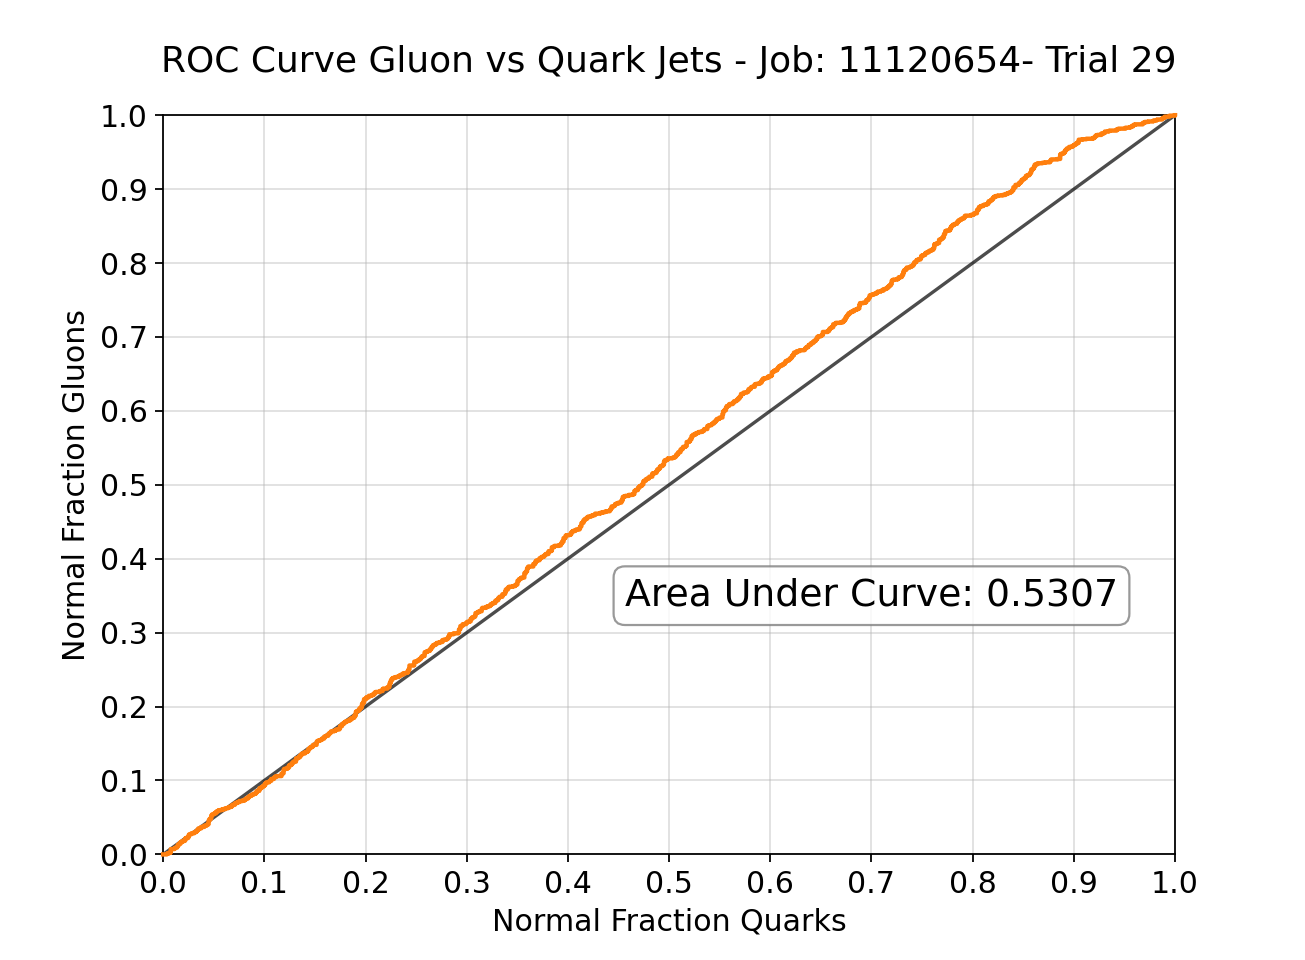 ROC Curve Gluon vs Quark Jets - Job: 11120654- Trial 29
1.0
0.9
0.8
0.7
0.6
0.5
0.4
0.3
0.2
0.1
0.0
Normal Fraction Gluons
Area Under Curve: 0.5307
0.0 0.1 0.2 0.3 0.4 0.5 0.6 0.7 0.8 0.9 1.0
Normal Fraction Quarks